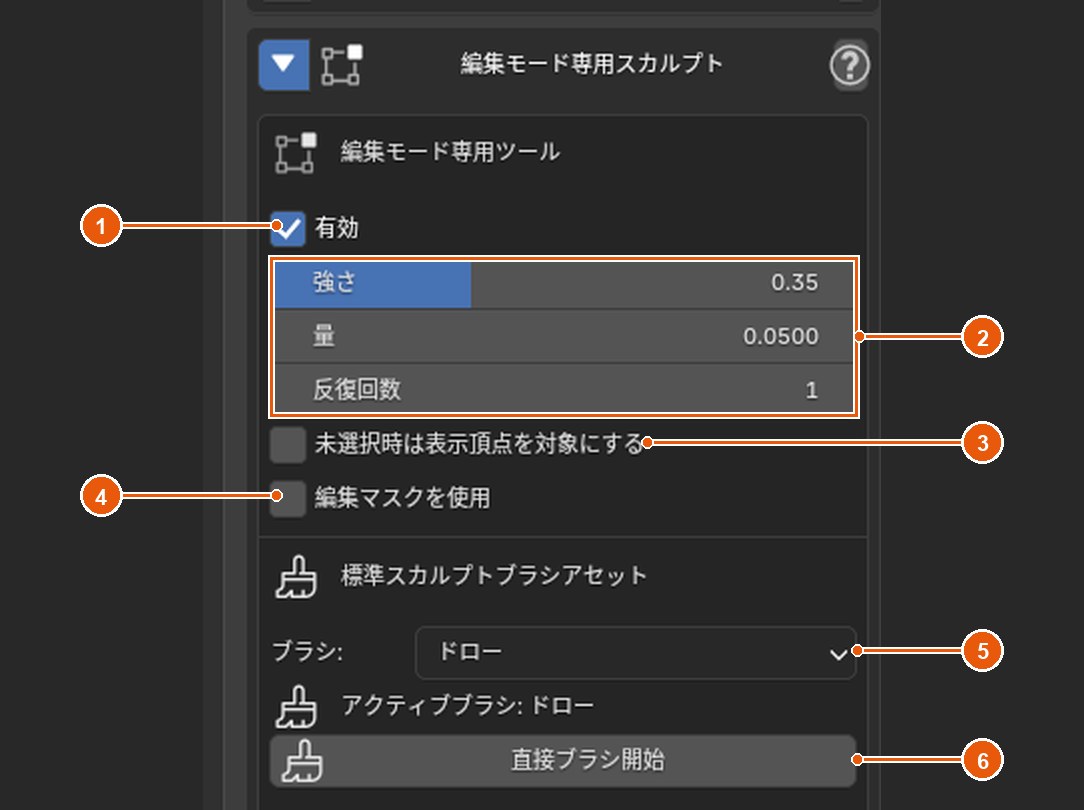 編集モード専用スカルプト
編集モード専用ツール
1
有効
強さ 0.35
量 0.0500
2
反復回数 1
未選択時は表示頂点を対象にする
3
4
編集マスクを使用
標準スカルプトブラシアセット
ブラシ: ドロー
5
アクティブブラシ: ドロー
直接ブラシ開始
6